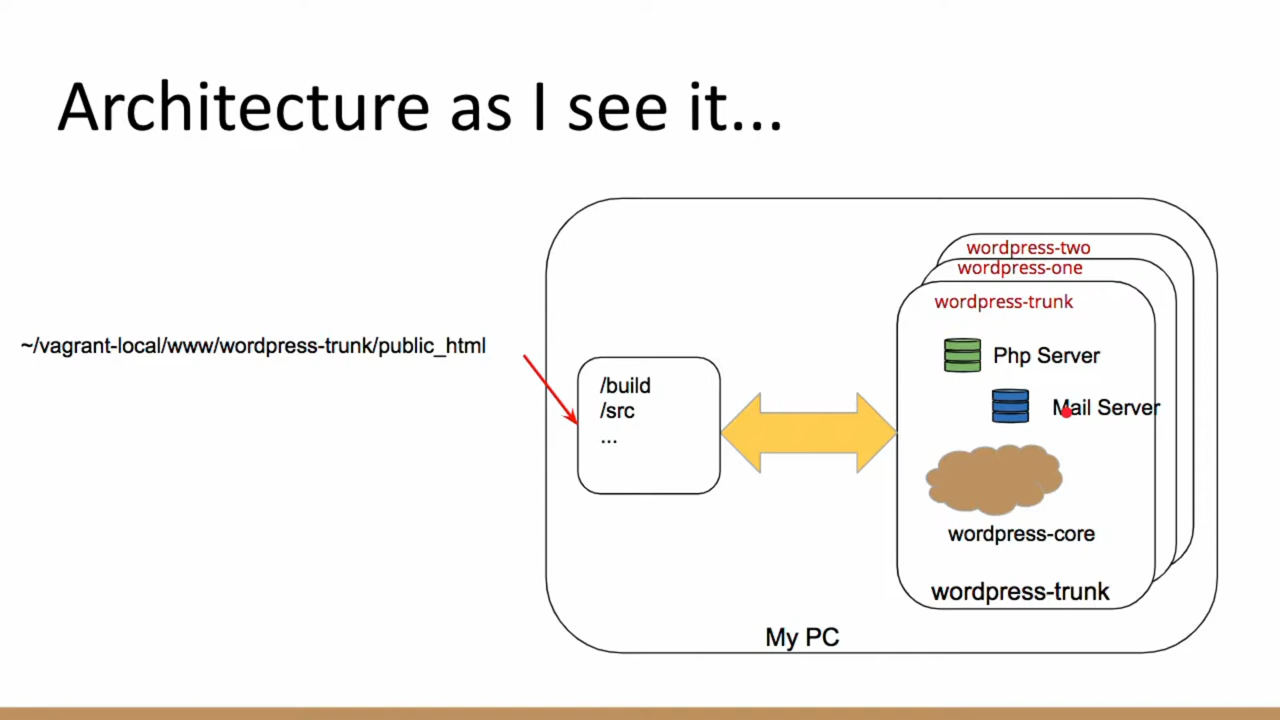 Architecture as I see it...
~/vagrant-local/www/wordpress-trunk/public_html
/build
/src
...
wordpress-two
wordpress-one
wordpress-trunk
Php Server
Mail Server
wordpress-core
wordpress-trunk
My PC